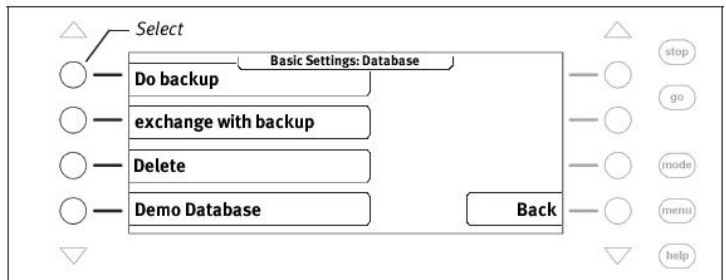 Select
Basic Settings: Database
Do backup
exchange with backup
Delete
Demo Database
Back
stop
go
mode
menu
help